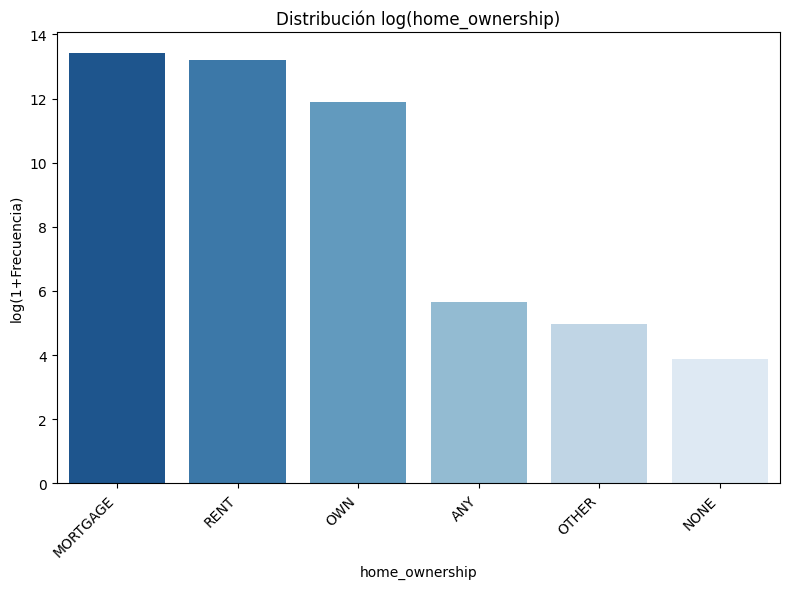 Distribución log(home_ownership)
log(1+Frecuencia)
14
12
10
8
6
4
2
0
MORTGAGE
RENT
OWN
ANY
OTHER
NONE
home_ownership